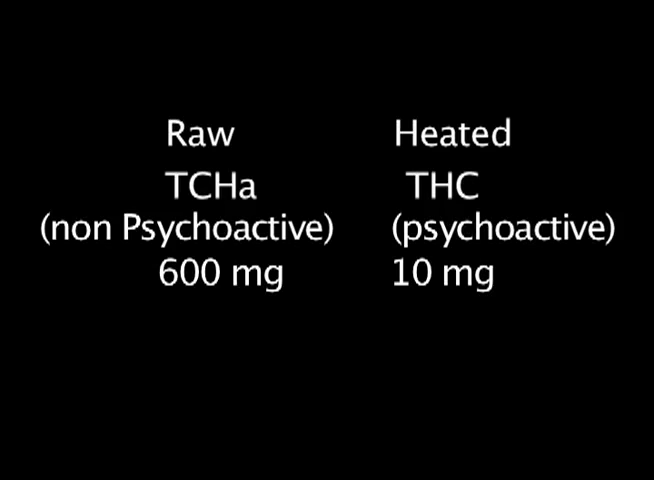 Raw Heated
TCHa THC
(non Psychoactive) (psychoactive)
600 mg 10 mg